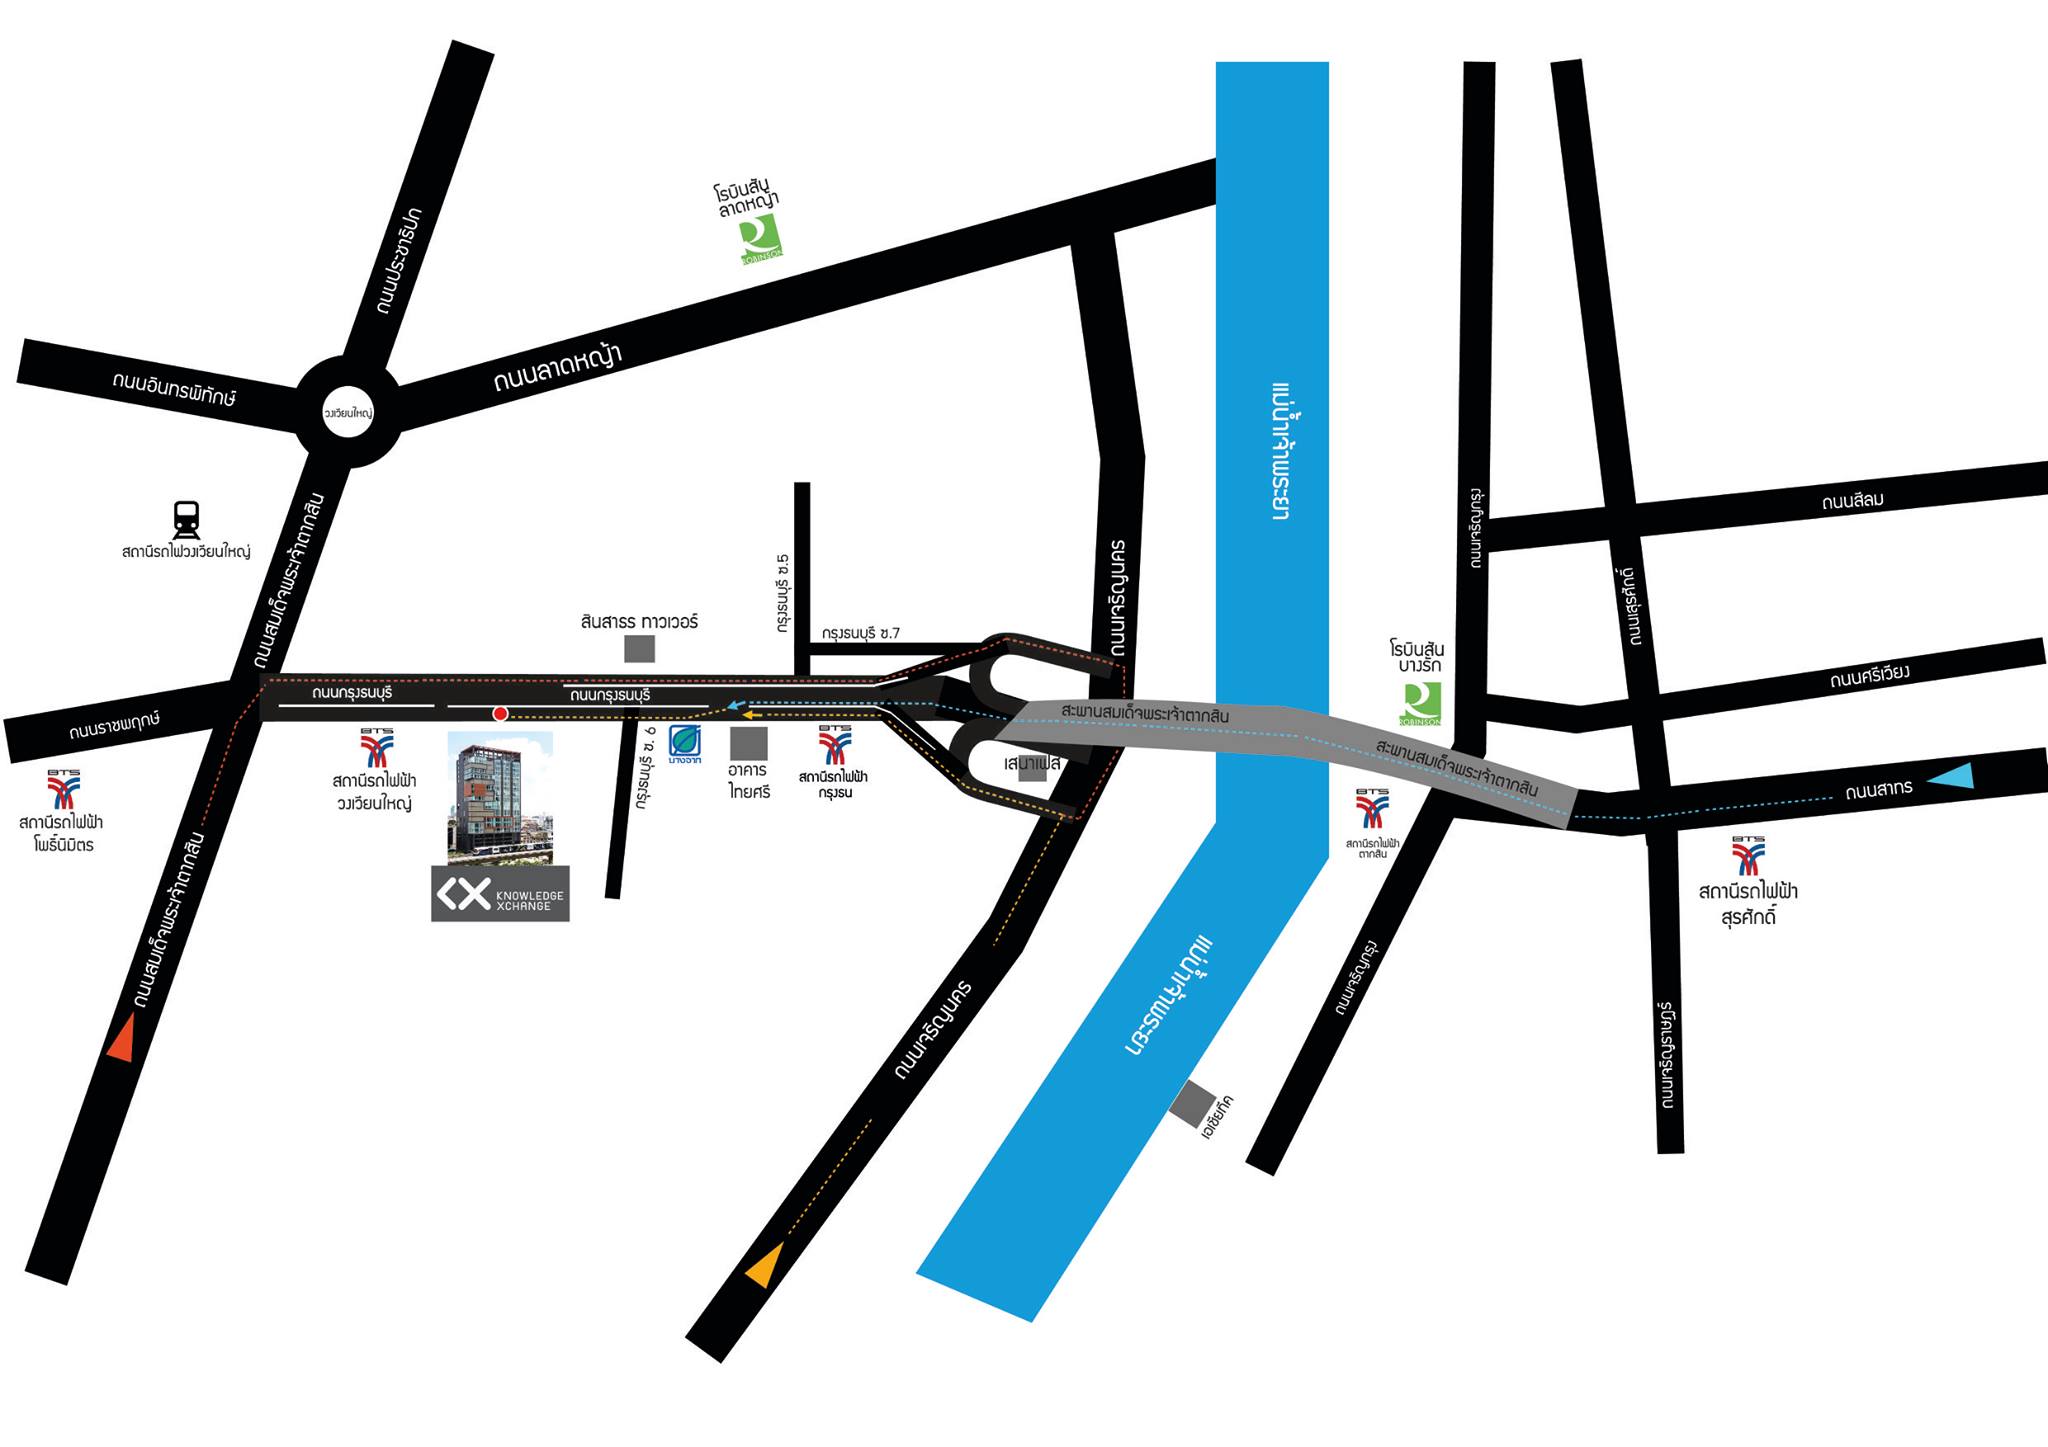 โรบินสัน
ลาดหญ้า
ROBINSON
ถนนประชาธิปก
ถนนลาดหญ้า
ถนนอินทรพิทักษ์
วงเวียนใหญ่
แม่น้ำเจ้าพระยา
ถนนเจริญกรุง
ถนนสีลม
สถานีรถไฟวงเวียนใหญ่
ถนนสมเด็จพระเจ้าตากสิน
กรุงธนบุรี ซ.5
ถนนเจริญนคร
ถนนสุรศักดิ์
สินสาธร ทาวเวอร์
กรุงธนบุรี ซ.7
โรบินสัน
บางรัก
ROBINSON
ถนนศรีเวียง
ถนนกรุงธนบุรี
ถนนกรุงธนบุรี
ถนนราชพฤกษ์
สะพานสมเด็จพระเจ้าตากสิน
สะพานสมเด็จพระเจ้าตากสิน
BTS
สถานีรถไฟฟ้า
โพธิ์นิมิตร
BTS
สถานีรถไฟฟ้า
วงเวียนใหญ่
กรุงธนบุรี ซ. 6
บางจาก
อาคาร
ไทยศรี
BTS
สถานีรถไฟฟ้า
กรุงธน
เสนาเฟส
BTS
สถานีรถไฟฟ้า
ตากสิน
ถนนสาทร
BTS
สถานีรถไฟฟ้า
สุรศักดิ์
KX KNOWLEDGE
XCHANGE
ถนนสมเด็จพระเจ้าตากสิน
ถนนเจริญนคร
แม่น้ำเจ้าพระยา
ถนนเจริญกรุง
ถนนเจริญราษฎร์
เอเชียทีค